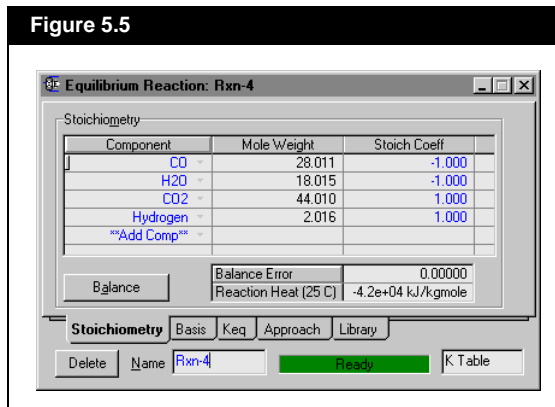 Figure 5.5
Equilibrium Reaction: Rxn-4
Stoichiometry
Component Mole Weight Stoich Coeff
CO 28.011 -1.000
H2O 18.015 -1.000
CO2 44.010 1.000
Hydrogen 2.016 1.000
**Add Comp**
Balance
Balance Error 0.00000
Reaction Heat (25 C) -4.2e+04 kJ/kgmole
Stoichiometry Basis Keq Approach Library
Delete Name Rxn-4 Ready K Table